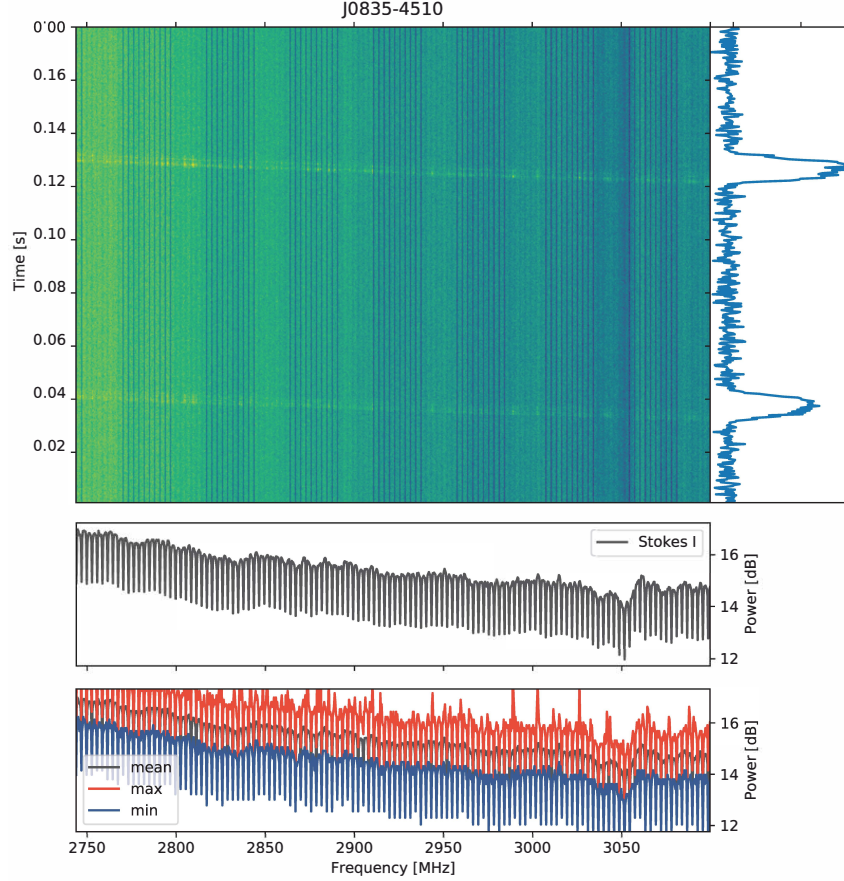 J0835-4510
0.00
0.16
0.14
0.12
0.10
0.08
0.06
0.04
0.02
Time [s]
Stokes I
16
14
12
Power [dB]
mean
max
min
16
14
12
Power [dB]
2750 2800 2850 2900 2950 3000 3050
Frequency [MHz]